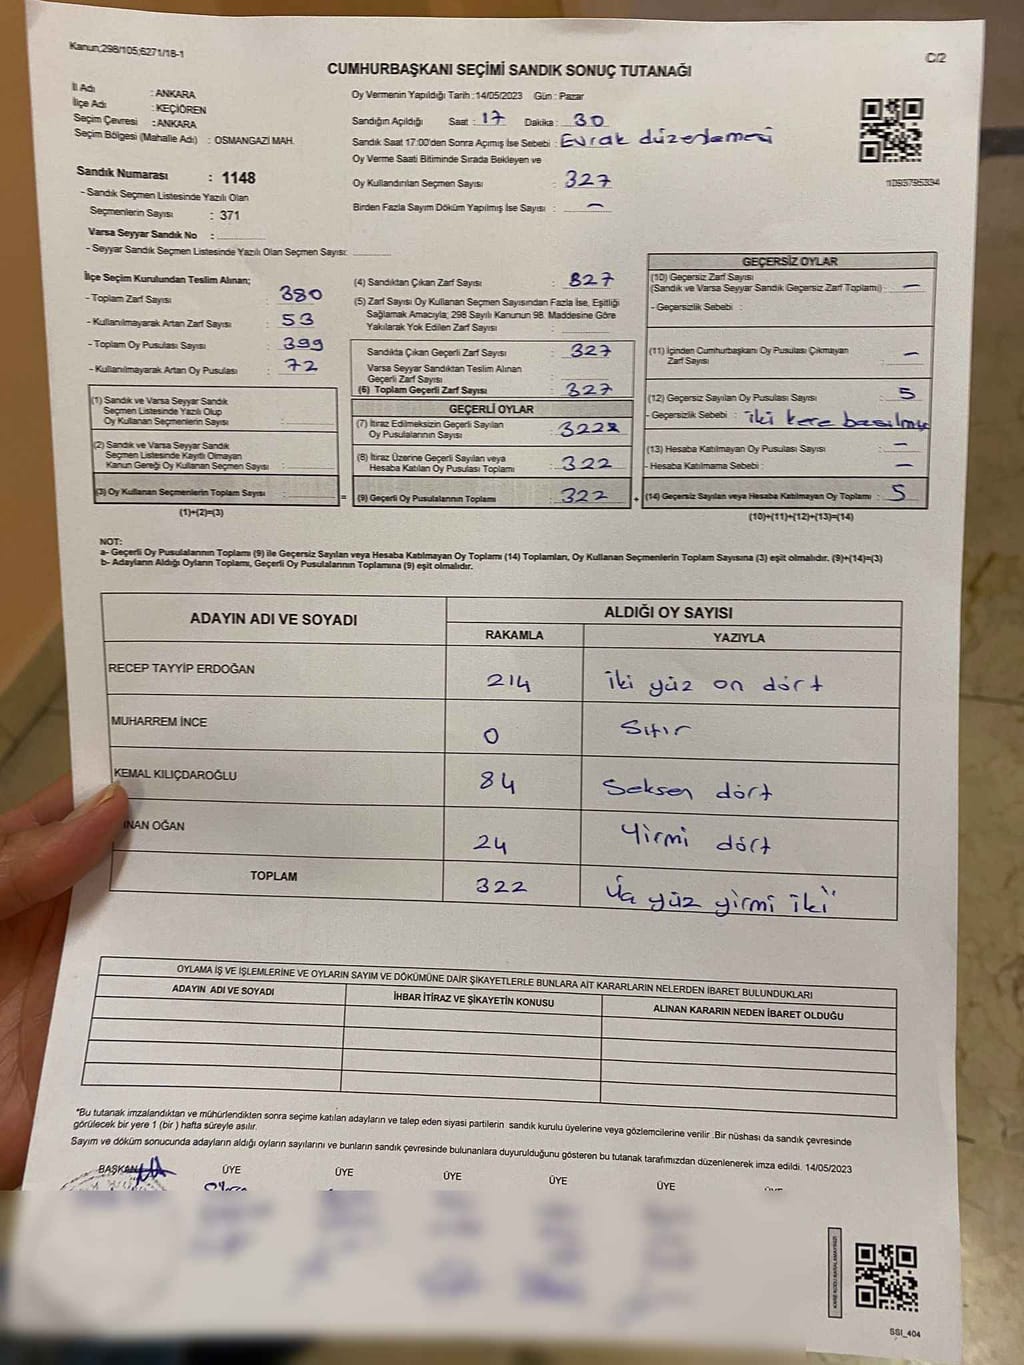 Kanun;298/105;6271/18-1
C/2
CUMHURBAŞKANI SEÇİMİ SANDIK SONUÇ TUTANAĞI
İl Adı : ANKARA
İlçe Adı : KEÇİÖREN
Seçim Çevresi : ANKARA
Seçim Bölgesi (Mahalle Adı) : OSMANGAZİ MAH.
Oy Vermenin Yapıldığı Tarih :14/05/2023 Gün : Pazar
Sandığın Açıldığı Saat : 17 Dakika : 30
Sandık Saat 17:00'den Sonra Açımış İse Sebebi : Evrak düzenlemesi
Oy Verme Saati Bitiminde Sırada Bekleyen ve
Oy Kullandırılan Seçmen Sayısı : 327
Birden Fazla Sayım Döküm Yapılmış İse Sayısı : –
11093795334
Sandık Numarası : 1148
- Sandık Seçmen Listesinde Yazılı Olan
Seçmenlerin Sayısı : 371
Varsa Seyyar Sandık No :
- Seyyar Sandık Seçmen Listesinde Yazılı Olan Seçmen Sayısı:
İlçe Seçim Kurulundan Teslim Alınan;
- Toplam Zarf Sayısı : 380
- Kullanılmayarak Artan Zarf Sayısı : 53
- Toplam Oy Pusulası Sayısı : 399
- Kullanılmayarak Artan Oy Pusulası : 72
(1) Sandık ve Varsa Seyyar Sandık
Seçmen Listesinde Yazılı Olup
Oy Kullanan Seçmenlerin Sayısı :
(2) Sandık ve Varsa Seyyar Sandık
Seçmen Listesinde Kayıtlı Olmayan
Kanun Gereği Oy Kullanan Seçmen Sayısı :
(3) Oy Kullanan Seçmenlerin Toplam Sayısı :
(1)+(2)=(3)
(4) Sandıktan Çıkan Zarf Sayısı : 327
(5) Zarf Sayısı Oy Kullanan Seçmen Sayısından Fazla İse, Eşitliği
Sağlamak Amacıyla; 298 Sayılı Kanunun 98. Maddesine Göre
Yakılarak Yok Edilen Zarf Sayısı :
Sandıkta Çıkan Geçerli Zarf Sayısı : 327
Varsa Seyyar Sandıktan Teslim Alınan
Geçerli Zarf Sayısı :
(6) Toplam Geçerli Zarf Sayısı : 327
GEÇERLİ OYLAR
(7) İtiraz Edilmeksizin Geçerli Sayılan
Oy Pusulalarının Sayısı : 322
(8) İtiraz Üzerine Geçerli Sayılan veya
Hesaba Katılan Oy Pusulası Toplamı : 322
= (9) Geçerli Oy Pusulalarının Toplamı : 322
GEÇERSİZ OYLAR
(10) Geçersiz Zarf Sayısı
(Sandık ve Varsa Seyyar Sandık Geçersiz Zarf Toplamı) : –
- Geçersizlik Sebebi :
(11) İçinden Cumhurbaşkanı Oy Pusulası Çıkmayan
Zarf Sayısı : –
(12) Geçersiz Sayılan Oy Pusulası Sayısı : 5
- Geçersizlik Sebebi : iki kere basılmış
(13) Hesaba Katılmayan Oy Pusulası Sayısı : –
- Hesaba Katılmama Sebebi : –
+ (14) Geçersiz Sayılan veya Hesaba Katılmayan Oy Toplamı : 5
(10)+(11)+(12)+(13)=(14)
NOT:
a- Geçerli Oy Pusulalarının Toplamı (9) ile Geçersiz Sayılan veya Hesaba Katılmayan Oy Toplamı (14) Toplamları, Oy Kullanan Seçmenlerin Toplam Sayısına (3) eşit olmalıdır. (9)+(14)=(3)
b- Adayların Aldığı Oyların Toplamı, Geçerli Oy Pusulalarının Toplamına (9) eşit olmalıdır.
ADAYIN ADI VE SOYADI
ALDIĞI OY SAYISI
RAKAMLA YAZIYLA
RECEP TAYYİP ERDOĞAN 214 iki yüz on dört
MUHARREM İNCE 0 Sıfır
KEMAL KILIÇDAROĞLU 84 Seksen dört
İNAN OĞAN 24 Yirmi dört
TOPLAM 322 Üç yüz yirmi iki
OYLAMA İŞ VE İŞLEMLERİNE VE OYLARIN SAYIM VE DÖKÜMÜNE DAİR ŞİKAYETLERLE BUNLARA AİT KARARLARIN NELERDEN İBARET BULUNDUKLARI
ADAYIN ADI VE SOYADI İHBAR İTİRAZ VE ŞİKAYETİN KONUSU ALINAN KARARIN NEDEN İBARET OLDUĞU
*Bu tutanak imzalandıktan ve mühürlendikten sonra seçime katılan adayların ve talep eden siyasi partilerin sandık kurulu üyelerine veya gözlemcilerine verilir .Bir nüshası da sandık çevresinde
görülecek bir yere 1 (bir ) hafta süreyle asılır.
Sayım ve döküm sonucunda adayların aldığı oyların sayılarını ve bunların sandık çevresinde bulunanlara duyurulduğunu gösteren bu tutanak tarafımızdan düzenlenerek imza edildi. 14/05/2023
BAŞKAN ÜYE ÜYE ÜYE ÜYE ÜYE
SSI_404